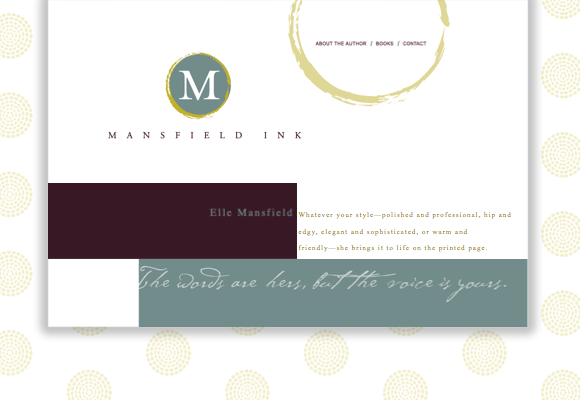 ABOUT THE AUTHOR / BOOKS / CONTACT
M
MANSFIELD INK
Elle Mansfield
Whatever your style—polished and professional, hip and
edgy, elegant and sophisticated, or warm and
friendly—she brings it to life on the printed page.
The words are hers, but the voice is yours.